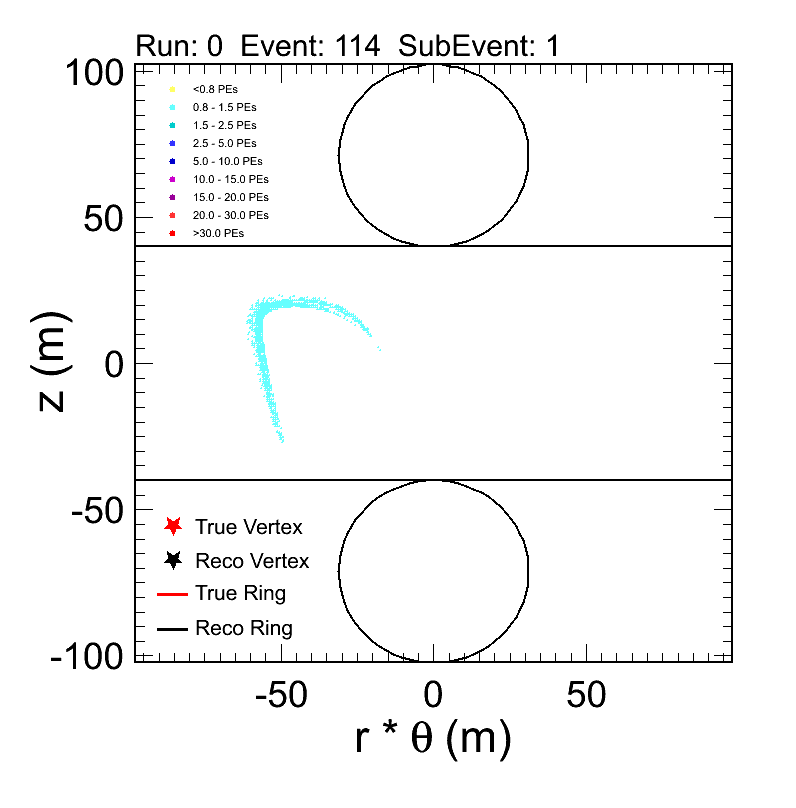 Run: 0 Event: 114 SubEvent: 1
100
<0.8 PEs
0.8 - 1.5 PEs
1.5 - 2.5 PEs
2.5 - 5.0 PEs
5.0 - 10.0 PEs
10.0 - 15.0 PEs
15.0 - 20.0 PEs
20.0 - 30.0 PEs
>30.0 PEs
50
z (m)
0
-50
True Vertex
Reco Vertex
True Ring
Reco Ring
-100
-50 0 50
r * θ (m)